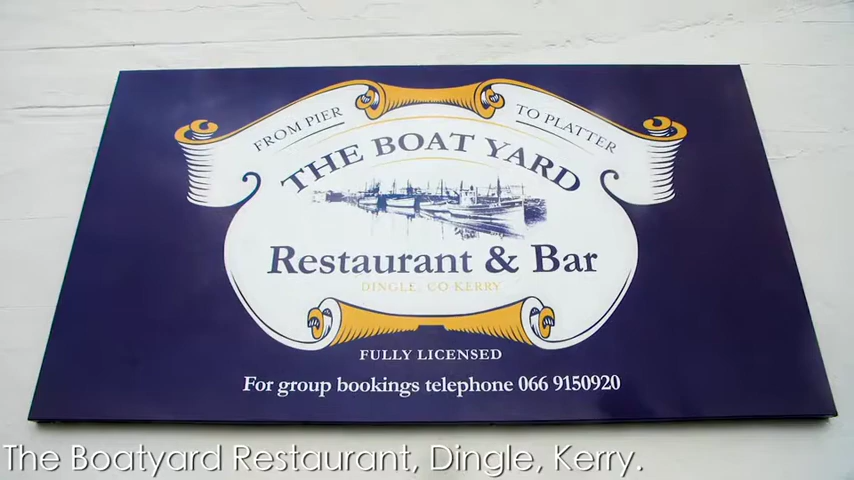 FROM PIER TO PLATTER
THE BOAT YARD
Restaurant & Bar
DINGLE, CO KERRY
FULLY LICENSED
For group bookings telephone 066 9150920
The Boatyard Restaurant, Dingle, Kerry.